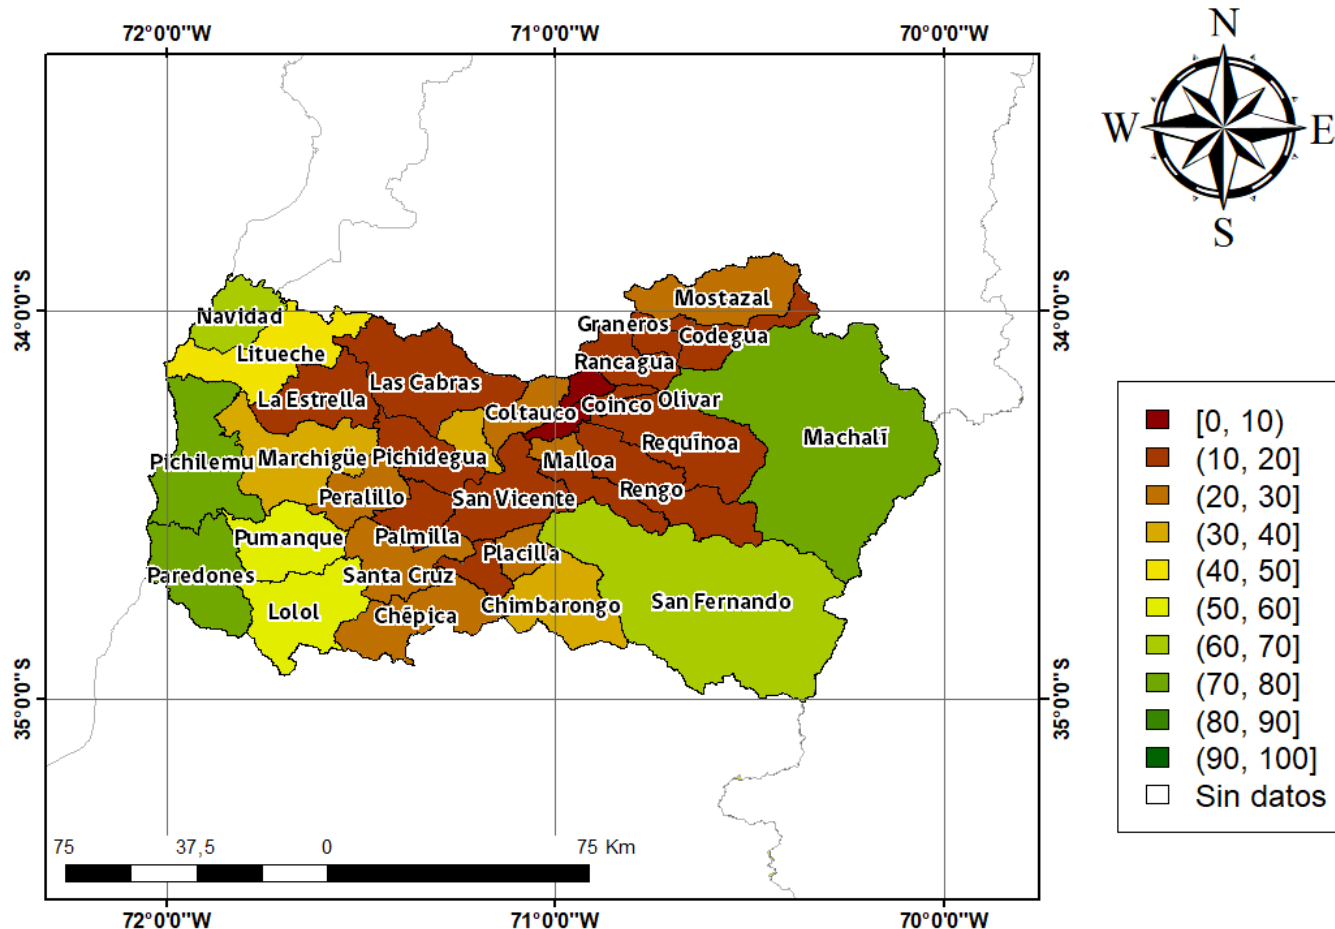 72°0'0"W 71°0'0"W 70°0'0"W
N
W E
S
34°0'0"S 34°0'0"S
Mostazal
Navidad
Graneros
Codegua
Litueche
Rancagua
Las Cabras
La Estrella
Coltauco Coinco Olivar
Requínoa
Machalí
Pichilemu Marchigüe Pichidegua
Malloa
Rengo
Peralillo
San Vicente
Pumanque Palmilla
Placilla
Paredones Santa Cruz
Lolol Chépica Chimbarongo San Fernando
35°0'0"S 35°0'0"S
[0, 10)
(10, 20]
(20, 30]
(30, 40]
(40, 50]
(50, 60]
(60, 70]
(70, 80]
(80, 90]
(90, 100]
Sin datos
75 37,5 0 75 Km
72°0'0"W 71°0'0"W 70°0'0"W